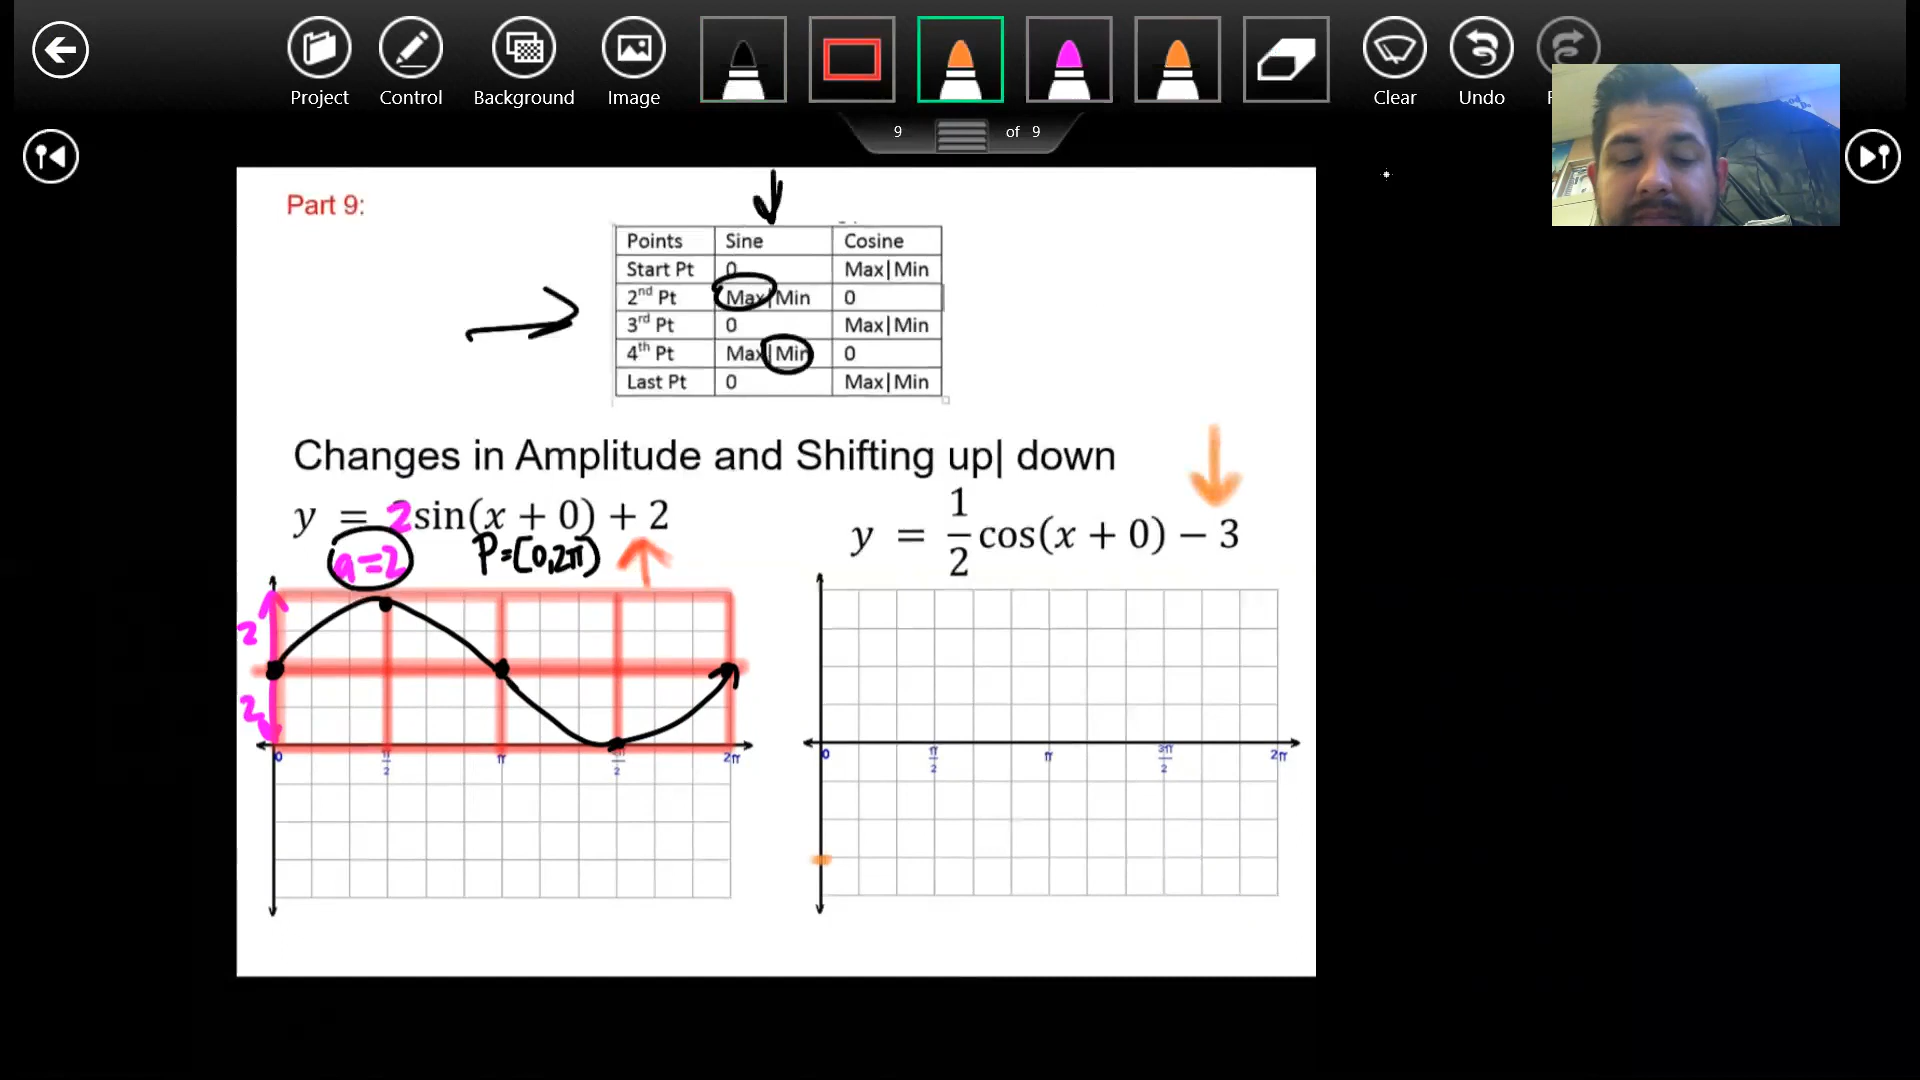 Project Control Background Image Clear Undo
9 of 9
Part 9:
Points Sine Cosine
Start Pt 0 Max|Min
2nd Pt Max|Min 0
3rd Pt 0 Max|Min
4th Pt Max|Min 0
Last Pt 0 Max|Min
Changes in Amplitude and Shifting up| down
y = 2sin(x + 0) + 2
y = 1/2 cos(x + 0) − 3
a=2 P=[0,2π)
2
2
0 π/2 π 2π
0 π/2 π 3π/2 2π